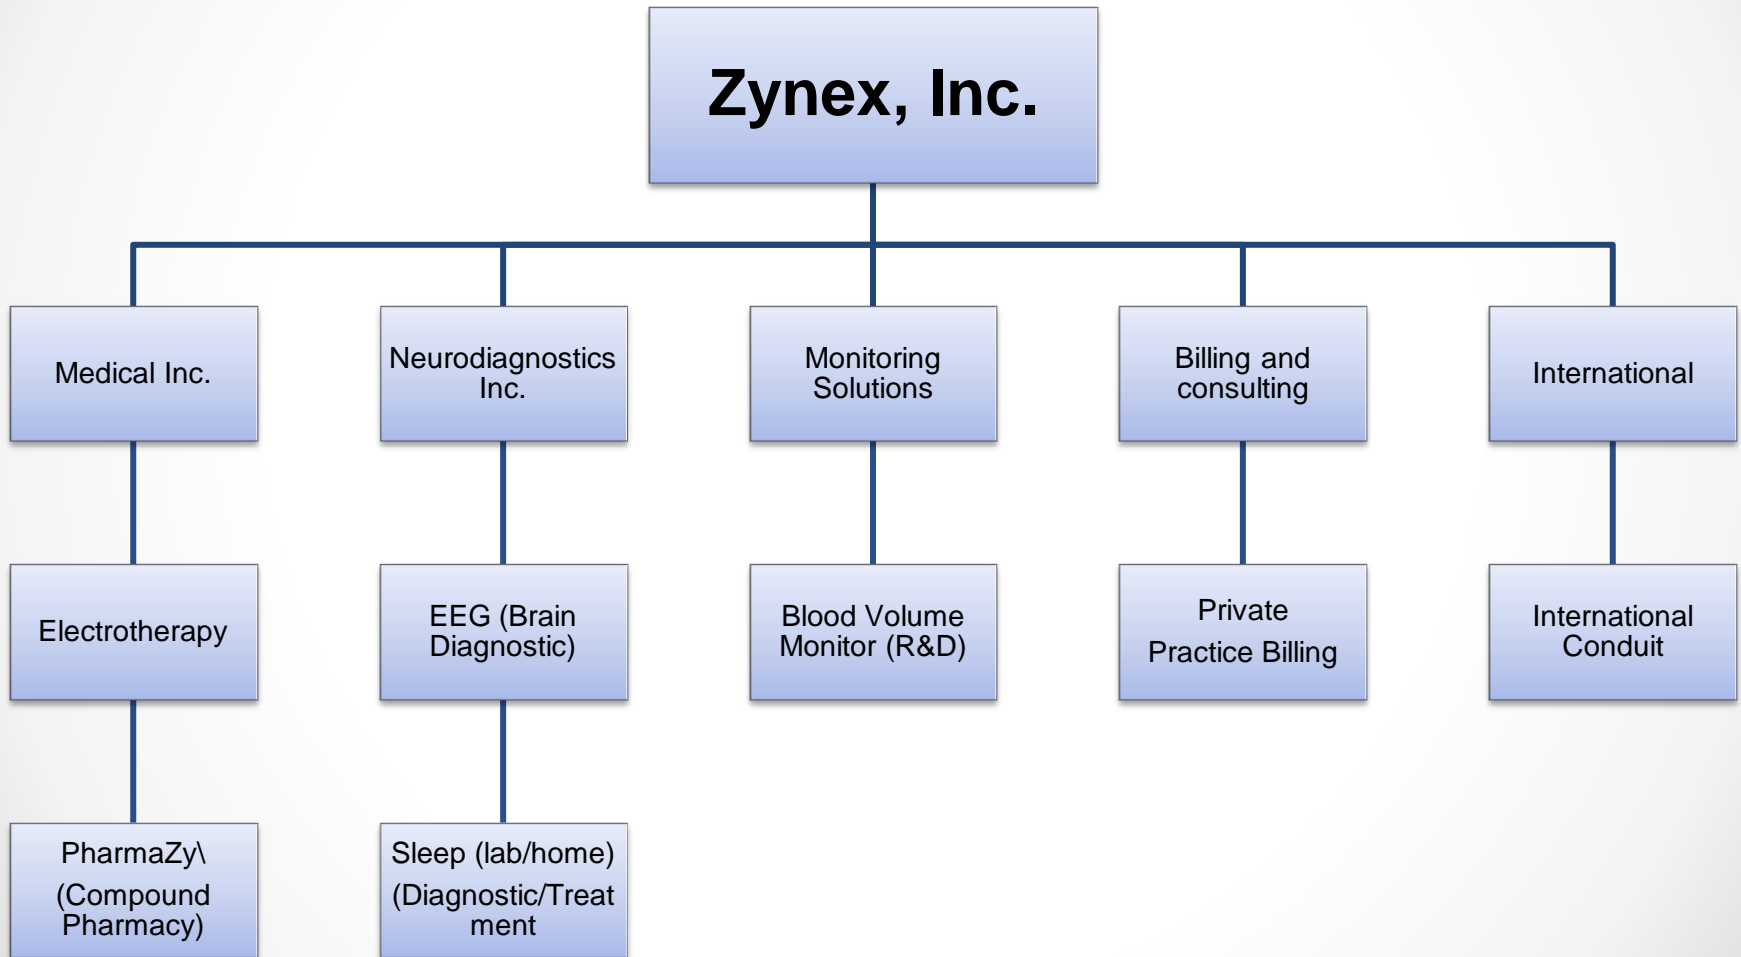 Zynex, Inc.
Medical Inc.
Neurodiagnostics
Inc.
Monitoring
Solutions
Billing and
consulting
International
Electrotherapy
EEG (Brain
Diagnostic)
Blood Volume
Monitor (R&D)
Private
Practice Billing
International
Conduit
PharmaZy\
(Compound
Pharmacy)
Sleep (lab/home)
(Diagnostic/Treat
ment